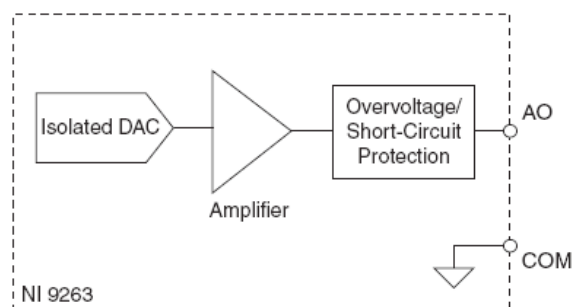 Isolated DAC
Amplifier
Overvoltage/
Short-Circuit
Protection
AO
COM
NI 9263